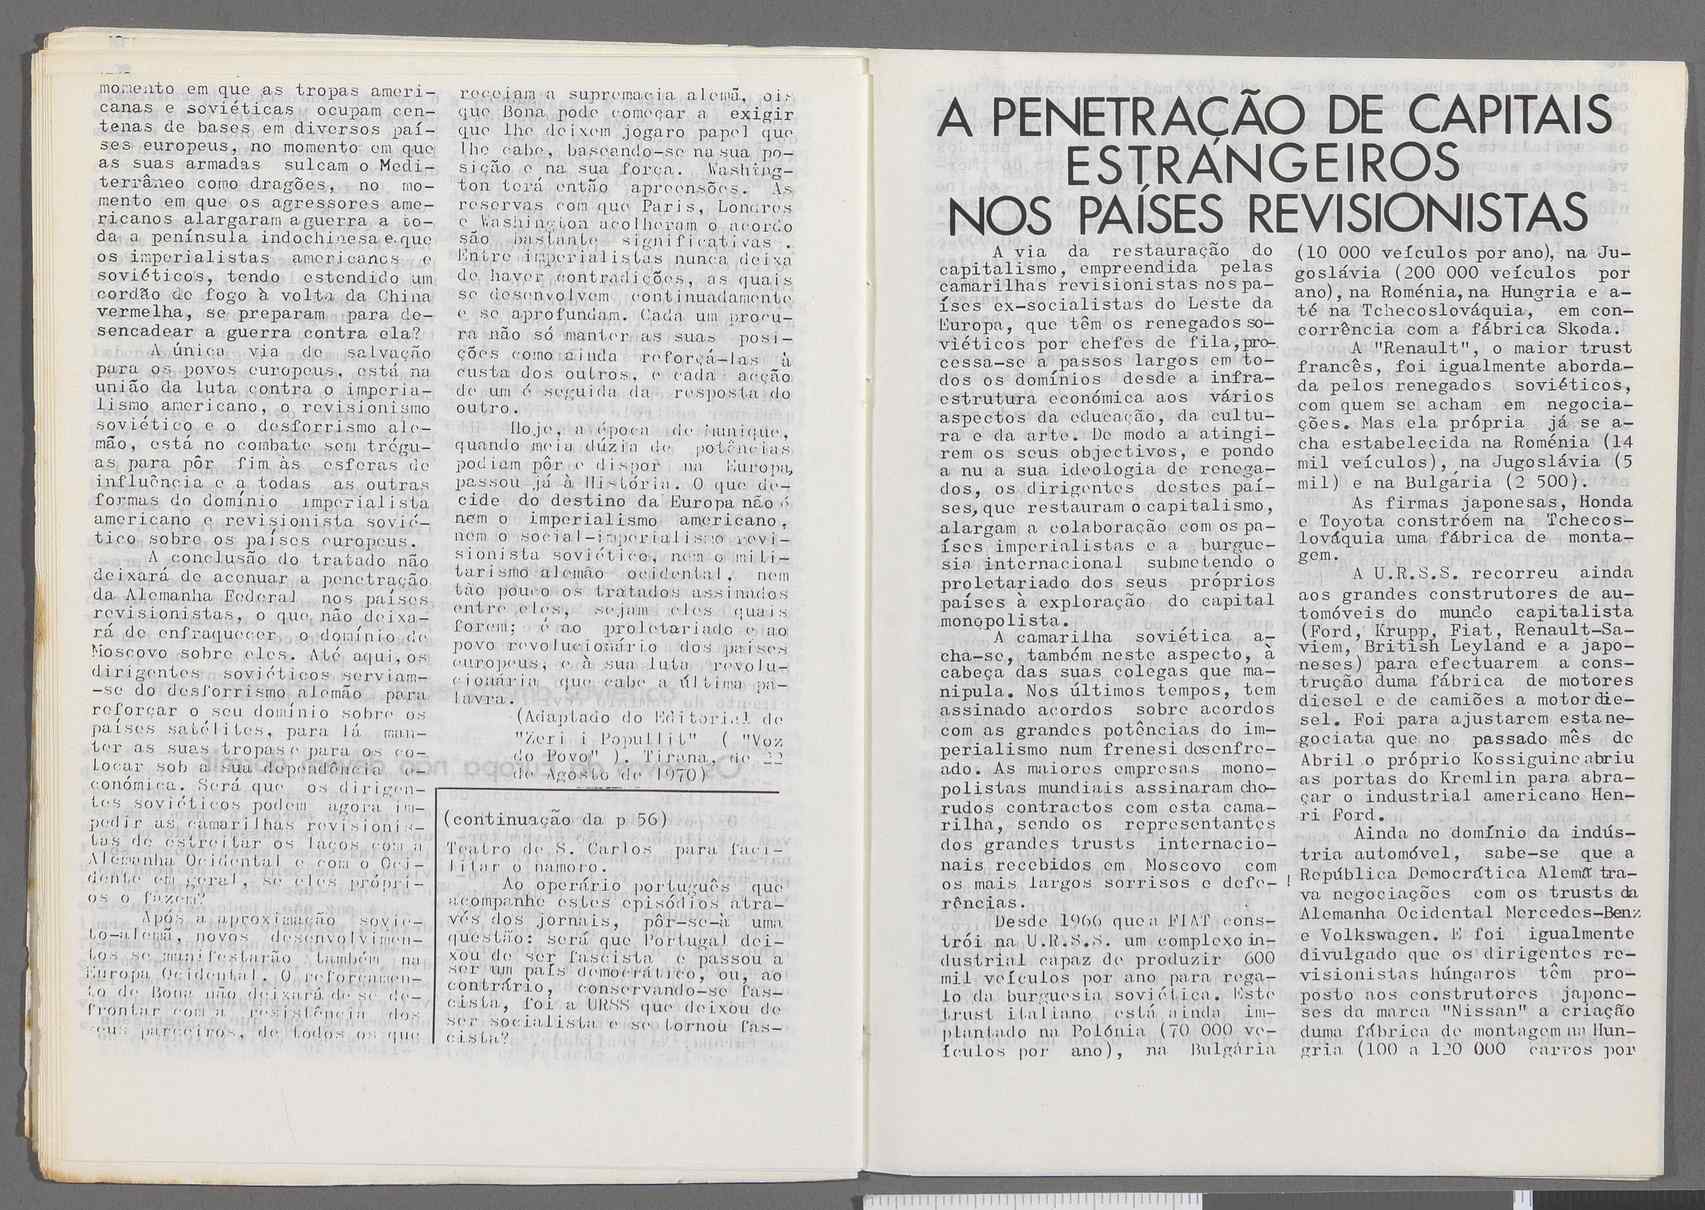 momento em que as tropas ameri-
canas e soviéticas ocupam cen-
tenas de bases em diversos paí-
ses europeus, no momento em que
as suas armadas sulcam o Medi-
terrâneo como dragões, no mo-
mento em que os agressores ame-
ricanos alargaram a guerra a to-
da a península indochinesa e que
os imperialistas americanos e
soviéticos, tendo estendido um
cordão de fogo à volta da China
vermelha, se preparam para de-
sencadear a guerra contra ela?
A única via de salvação
para os povos europeus, está na
união da luta contra o imperia-
lismo americano, o revisionismo
soviético e o desforrismo ale-
mão, está no combate sem trégu-
as para pôr fim às esferas de
influência e a todas as outras
formas do domínio imperialista
americano e revisionista sovié-
tico sobre os países europeus.
A conclusão do tratado não
deixará de acenuar a penetração
da Alemanha Federal nos países
revisionistas, o que não deixa-
rá de enfraquecer o domínio de
Moscovo sobre eles. Até aqui, os
dirigentes soviéticos serviam-
-se do desforrismo alemão para
reforçar o seu domínio sobre os
países satélites, para lá man-
ter as suas tropas e para os co-
locar sob a sua dependência e-
conómica. Será que os dirigen-
tes soviéticos podem agora im-
pedir as camarilhas revisionis-
tas de estreitar os laços com a
Alemanha Ocidental e com o Oci-
dente em geral, se eles própri-
os o fazem?
Após a aproximação sovié-
to-alemã, novos desenvolvimen-
tos se manifestarão também na
Europa Ocidental. O reforçamen-
to de Bona não deixará de se de-
frontar com a resistência dos
seus parceiros, de todos os que
receiam a supremacia alemã, ois
que Bona pode começar a exigir
que lhe deixem jogaro papel que
lhe cabe, baseando-se na sua po-
sição e na sua força. Washing-
ton terá então apreensões. As
reservas com que Paris, Londres
e Washington acolheram o acordo
são bastante significativas .
Entre imperialistas nunca deixa
de haver contradições, as quais
se desenvolvem continuadamente
e se aprofundam. Cada um procu-
ra não só manter as suas posi-
ções como ainda reforçá-las à
custa dos outros, e cada acção
de um é seguida da resposta do
outro.
Hoje, a época de Munique,
quando meia dúzia de potências
podiam pôr e dispor na Europa,
passou já à História. O que de-
cide do destino da Europa não é
nem o imperialismo americano,
nem o social-imperialismo revi-
sionista soviético, nem o mili-
tarismo alemão ocidental, nem
tão pouco os tratados assinados
entre eles, sejam eles quais
forem; é ao proletariado e ao
povo revolucionário dos países
europeus, e à sua luta revolu-
cionária que cabe a última pa-
lavra.
(Adaptado do Editorial de
"Zeri i Popullit" ( "Voz
do Povo" ). Tirana, de 22
de Agosto de 1970)
(continuação da p 56)
Teatro de S. Carlos para faci-
litar o namoro.
Ao operário português que
acompanhe estes episódios atra-
vés dos jornais, pôr-se-à uma
questão: será que Portugal dei-
xou de ser fascista e passou a
ser um país democrático, ou, ao
contrário, conservando-se fas-
cista, foi a URSS que deixou de
ser socialista e se tornou fas-
cista?
A PENETRAÇÃO DE CAPITAIS
ESTRANGEIROS
NOS PAÍSES REVISIONISTAS
A via da restauração do
capitalismo, empreendida pelas
camarilhas revisionistas nos pa-
íses ex-socialistas do Leste da
Europa, que têm os renegados so-
viéticos por chefes de fila, pro-
cessa-se a passos largos em to-
dos os domínios desde a infra-
estrutura económica aos vários
aspectos da educação, da cultu-
ra e da arte. De modo a atingi-
rem os seus objectivos, e pondo
a nu a sua ideologia de renega-
dos, os dirigentes destes paí-
ses, que restauram o capitalismo,
alargam a colaboração com os pa-
íses imperialistas e a burgue-
sia internacional submetendo o
proletariado dos seus próprios
países à exploração do capital
monopolista.
A camarilha soviética a-
cha-se, também neste aspecto, à
cabeça das suas colegas que ma-
nipula. Nos últimos tempos, tem
assinado acordos sobre acordos
com as grandes potências do im-
perialismo num frenesi desenfre-
ado. As maiores empresas mono-
polistas mundiais assinaram cho-
rudos contractos com esta cama-
rilha, sendo os representantes
dos grandes trusts internacio-
nais recebidos em Moscovo com
os mais largos sorrisos e defe-
rências.
Desde 1966 que a FIAT cons-
trói na U.R.S.S. um complexo in-
dustrial capaz de produzir 600
mil veículos por ano para rega-
lo da burguesia soviética. Este
trust italiano está ainda im-
plantado na Polónia (70 000 ve-
ículos por ano), na Bulgária
(10 000 veículos por ano), na Ju-
goslávia (200 000 veículos por
ano), na Roménia, na Hungria e a-
té na Tchecoslováquia, em con-
corrência com a fábrica Skoda.
A "Renault", o maior trust
francês, foi igualmente aborda-
da pelos renegados soviéticos,
com quem se acham em negocia-
ções. Mas ela própria já se a-
cha estabelecida na Roménia (14
mil veículos), na Jugoslávia (5
mil) e na Bulgária (2 500).
As firmas japonesas, Honda
e Toyota constróem na Tchecos-
lováquia uma fábrica de monta-
gem.
A U.R.S.S. recorreu ainda
aos grandes construtores de au-
tomóveis do mundo capitalista
(Ford, Krupp, Fiat, Renault-Sa-
viem, British Leyland e a japo-
neses) para efectuarem a cons-
trução duma fábrica de motores
diesel e de camiões a motor die-
sel. Foi para ajustarem esta ne-
gociata que no passado mês de
Abril o próprio Kossiguine abriu
as portas do Kremlin para abra-
çar o industrial americano Hen-
ri Ford.
Ainda no domínio da indús-
tria automóvel, sabe-se que a
República Democrática Alemã tra-
va negociações com os trusts da
Alemanha Ocidental Mercedes-Benz
e Volkswagen. E foi igualmente
divulgado que os dirigentes re-
visionistas húngaros têm pro-
posto aos construtores japone-
ses da marca "Nissan" a criação
duma fábrica de montagem na Hun-
gria (100 a 120 000 carros por